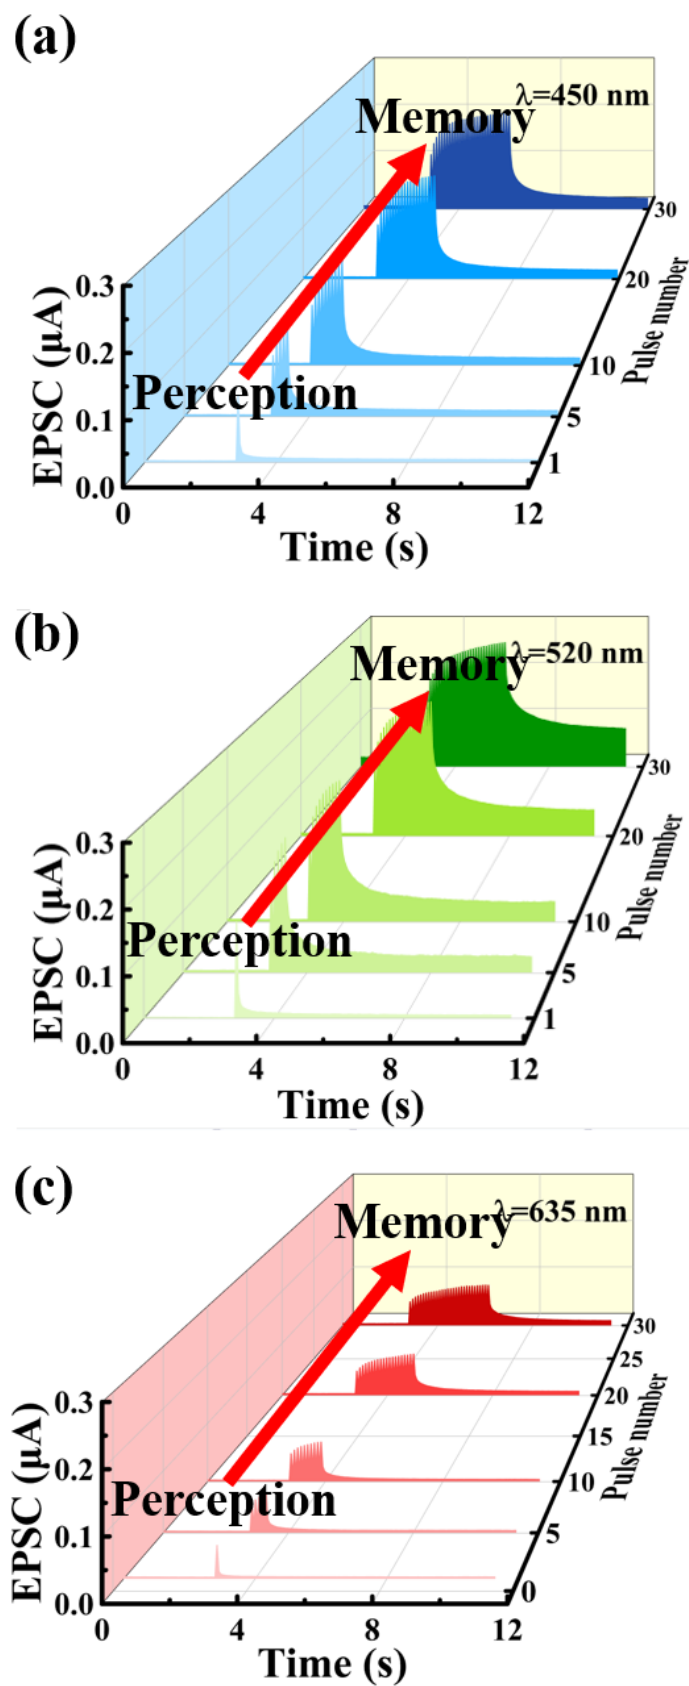 (a)
λ=450 nm
Memory
30
20
10
5
1
Pulse number
0.3
0.2
0.1
0.0
EPSC (μA)
Perception
0
4
8
12
Time (s)
(b)
λ=520 nm
Memory
30
20
10
5
1
Pulse number
0.3
0.2
0.1
0.0
EPSC (μA)
Perception
0
4
8
12
Time (s)
(c)
λ=635 nm
Memory
30
25
20
15
10
5
0
Pulse number
0.3
0.2
0.1
0.0
EPSC (μA)
Perception
0
4
8
12
Time (s)